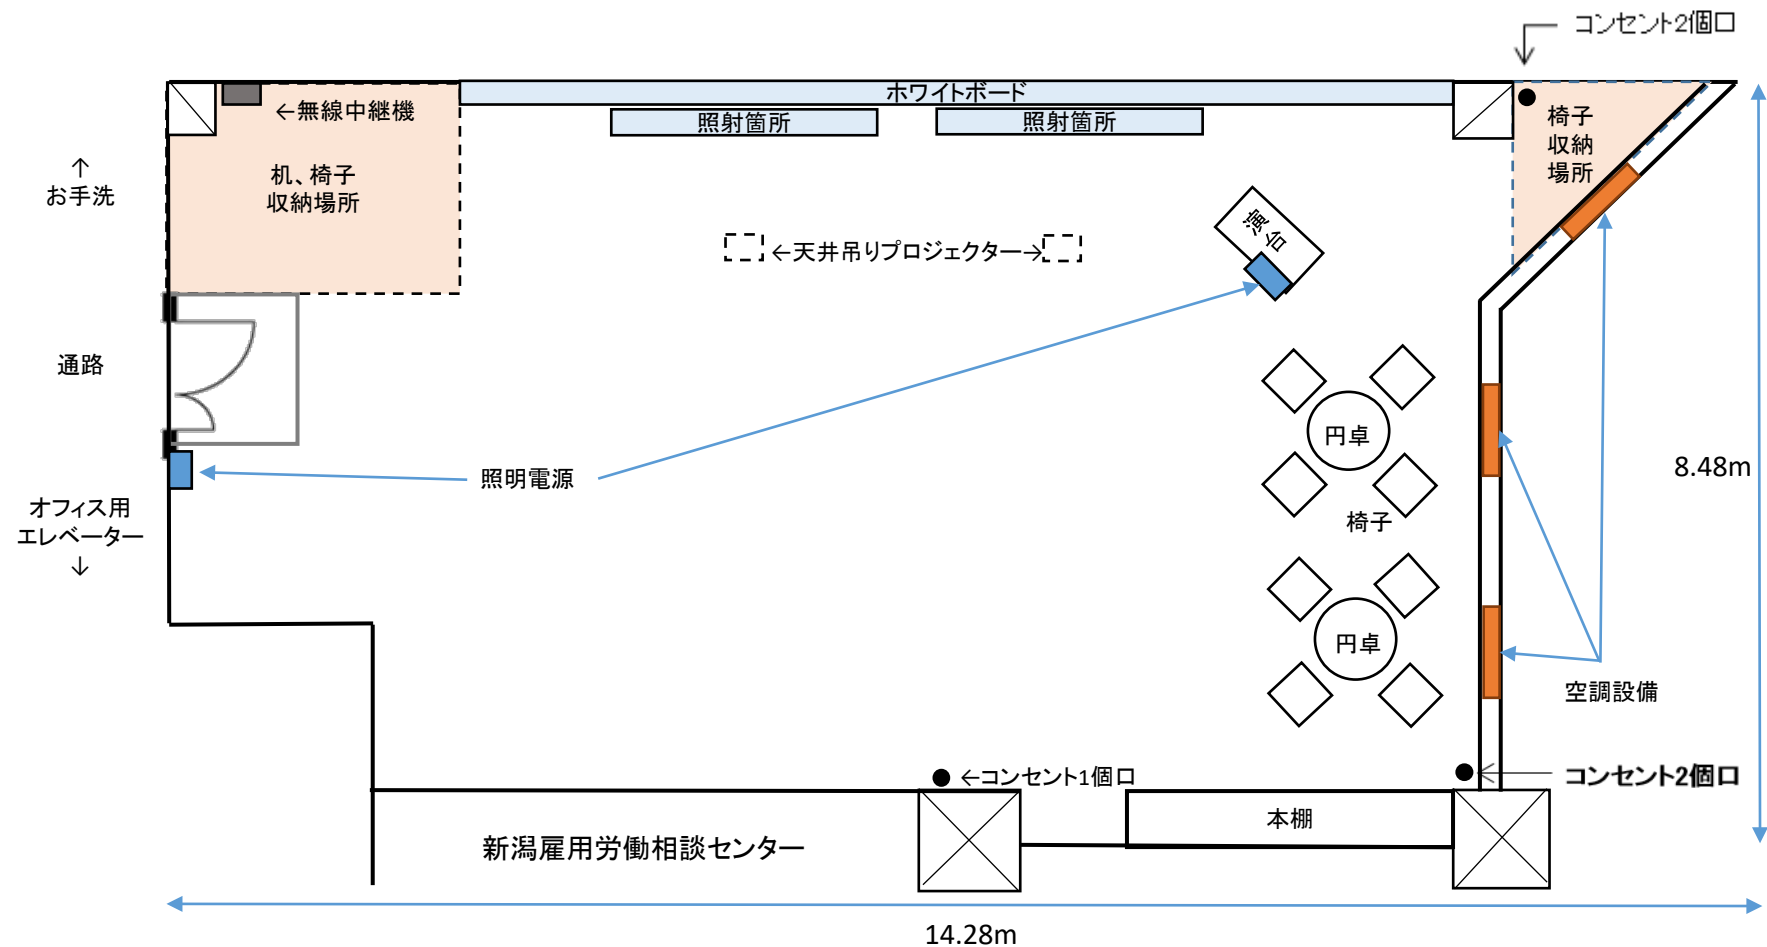 コンセント2個口
ホワイトボード
照射箇所
照射箇所
←無線中継機
椅子
収納
場所
↑
お手洗
机、椅子
収納場所
演台
←天井吊りプロジェクター→
通路
円卓
8.48m
照明電源
オフィス用
エレベーター
↓
椅子
円卓
空調設備
←コンセント1個口
コンセント2個口
本棚
新潟雇用労働相談センター
14.28m